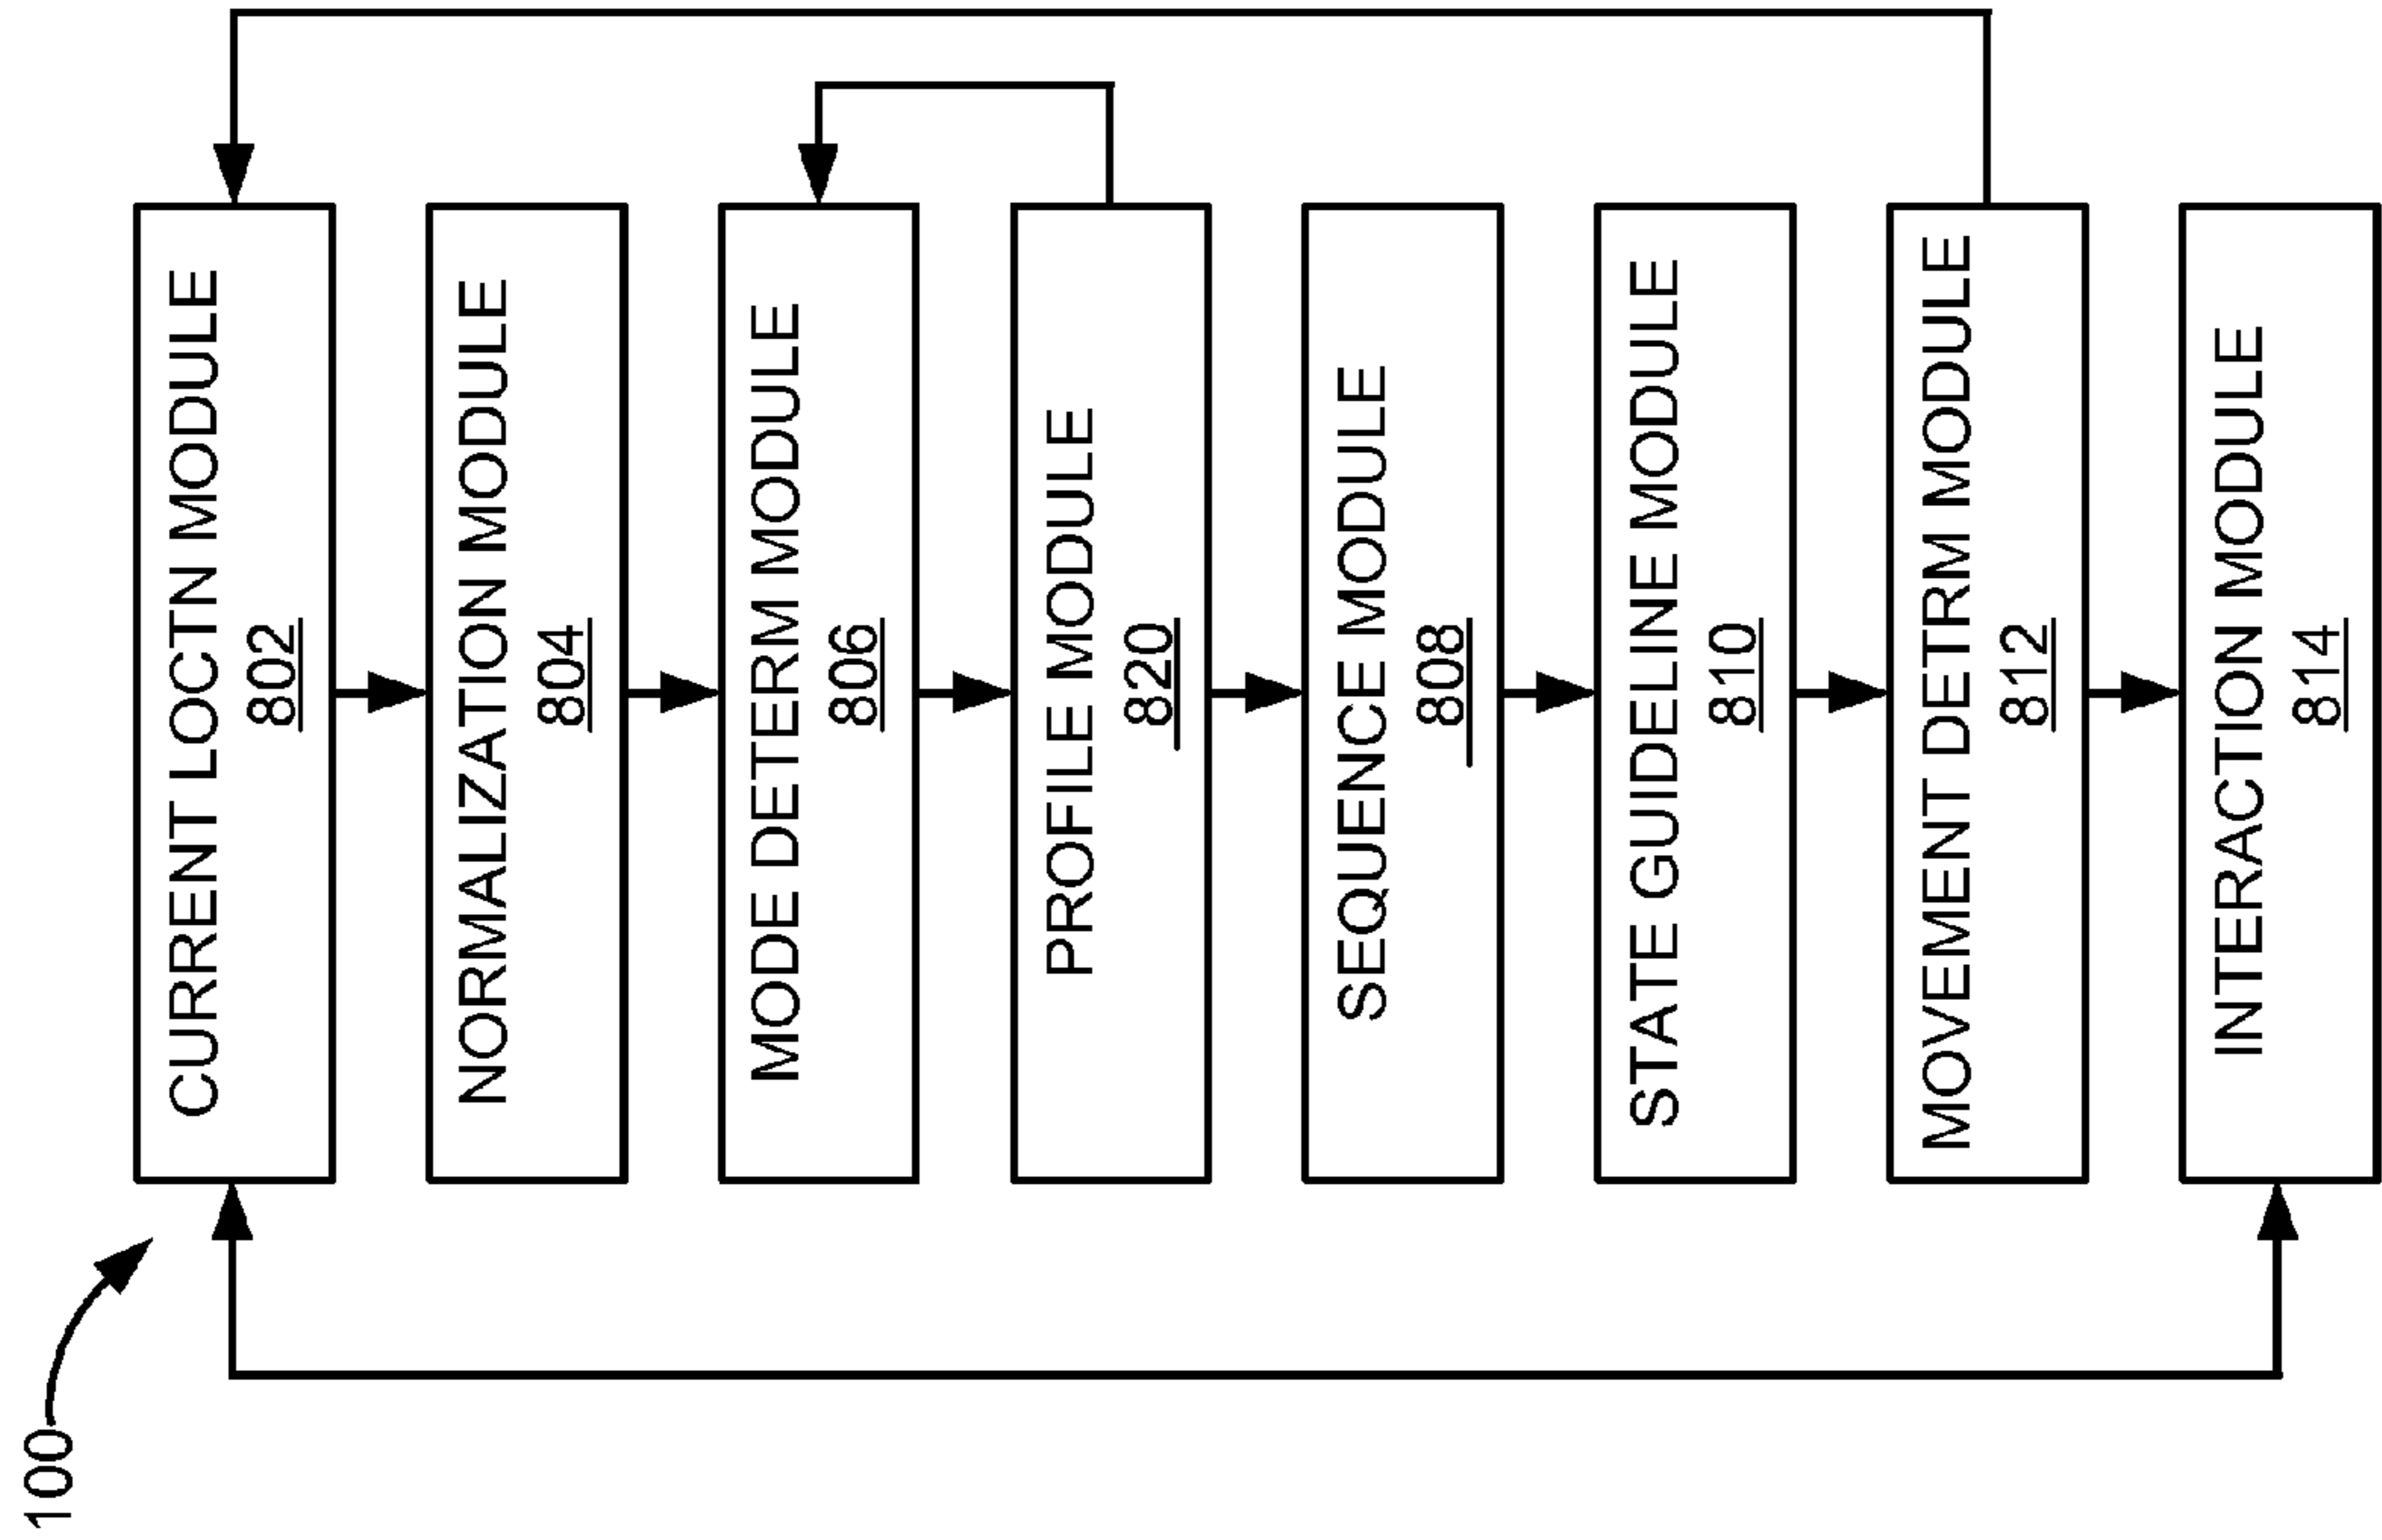 100
CURRENT LOCTN MODULE
802
NORMALIZATION MODULE
804
MODE DETERM MODULE
806
PROFILE MODULE
820
SEQUENCE MODULE
808
STATE GUIDELINE MODULE
810
MOVEMENT DETRM MODULE
812
INTERACTION MODULE
814